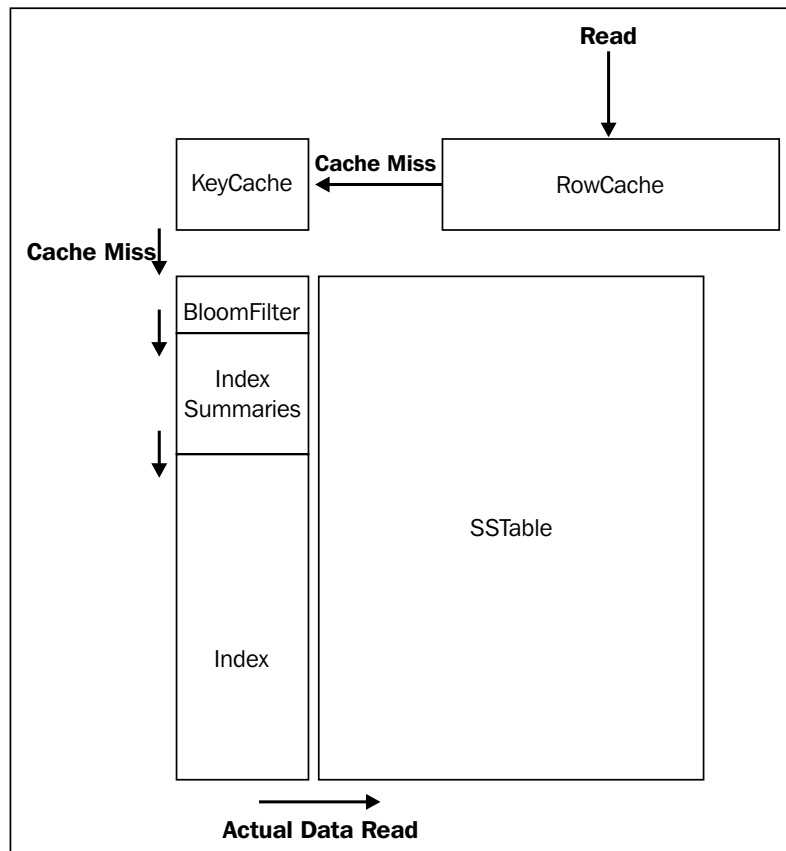 Read
Cache Miss
KeyCache
RowCache
Cache Miss
BloomFilter
Index
Summaries
SSTable
Index
Actual Data Read